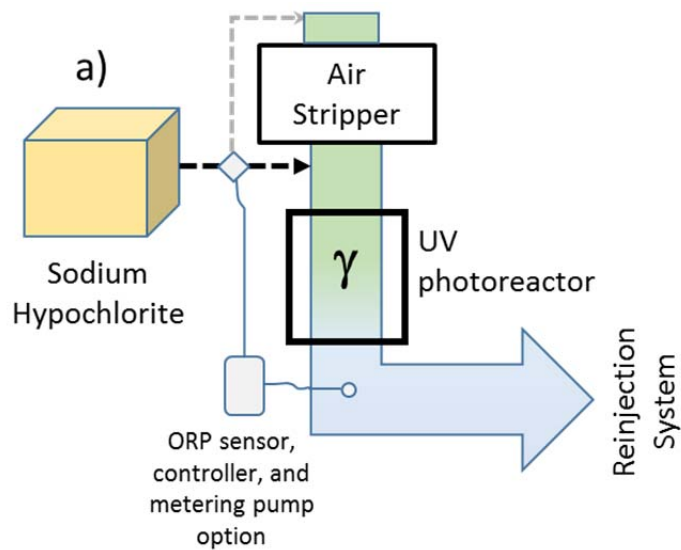 a)
Air
Stripper
Sodium
Hypochlorite
γ
UV
photoreactor
ORP sensor,
controller, and
metering pump
option
Reinjection
System